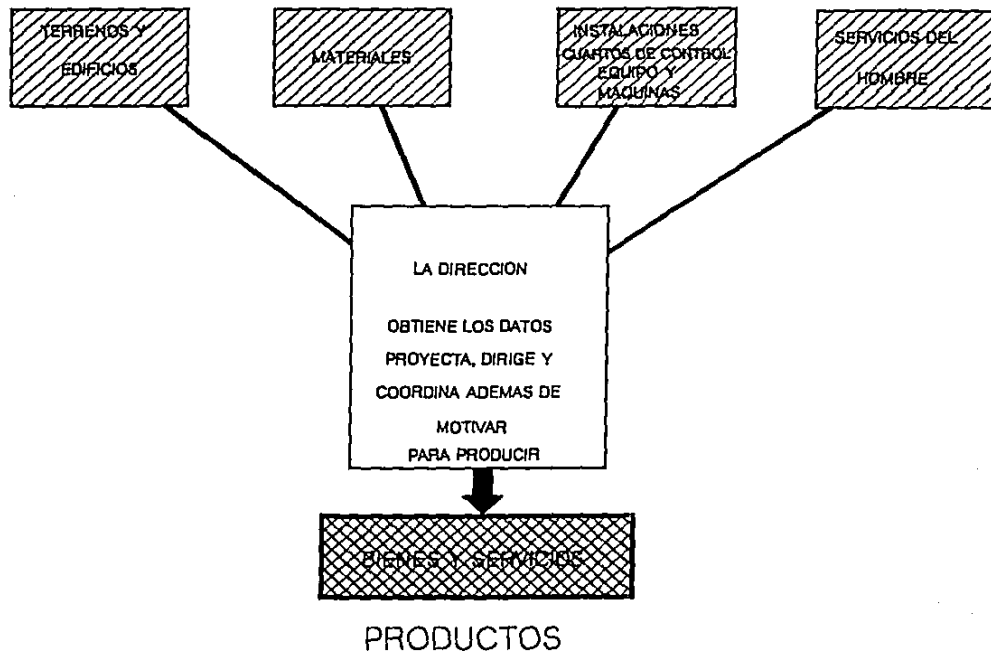 TERRENOS Y
EDIFICIOS
MATERIALES
INSTALACIONES
CUARTOS DE CONTROL
EQUIPO Y
MAQUINAS
SERVICIOS DEL
HOMBRE
LA DIRECCION
OBTIENE LOS DATOS
PROYECTA, DIRIGE Y
COORDINA ADEMAS DE
MOTIVAR
PARA PRODUCIR
BIENES Y SERVICIOS
PRODUCTOS